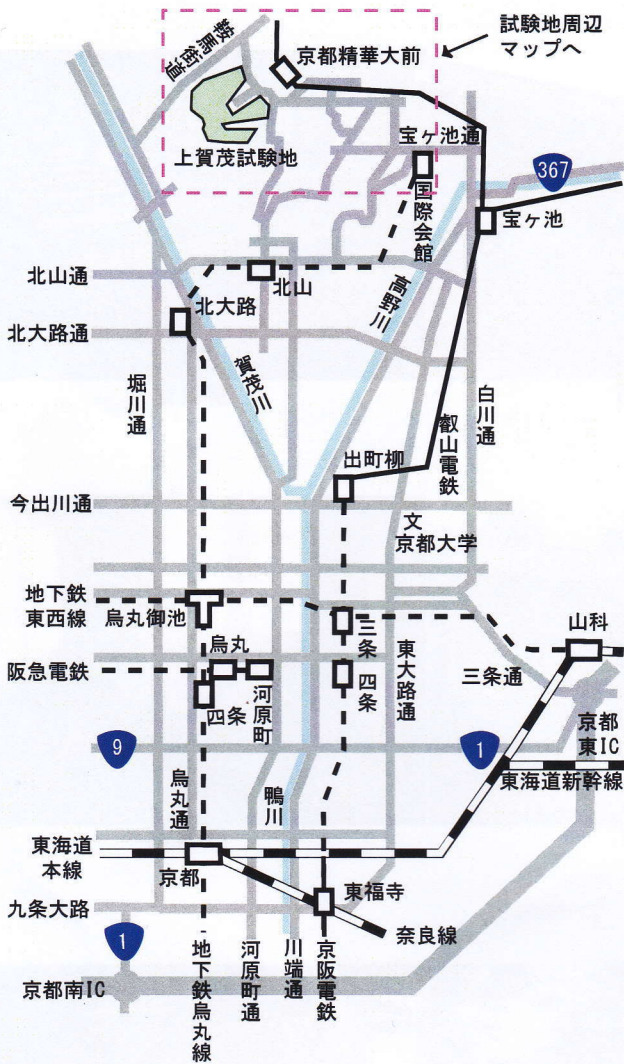 試験地周辺
マップへ
鞍馬街道
京都精華大前
上賀茂試験地
宝ヶ池通
367
国際会館
宝ヶ池
北山通
北山
高野川
北大路
北大路通
賀茂川
堀川通
白川通
叡山電鉄
出町柳
今出川通
文
京都大学
地下鉄
東西線
烏丸御池
三条
山科
烏丸
東大路通
阪急電鉄
四条
河原町
四条
三条通
京都
東IC
9
1
東海道新幹線
烏丸通
鴨川
東海道
本線
京都
東福寺
九条大路
奈良線
1
京都南IC
地下鉄烏丸線
河原町通
川端通
京阪電鉄